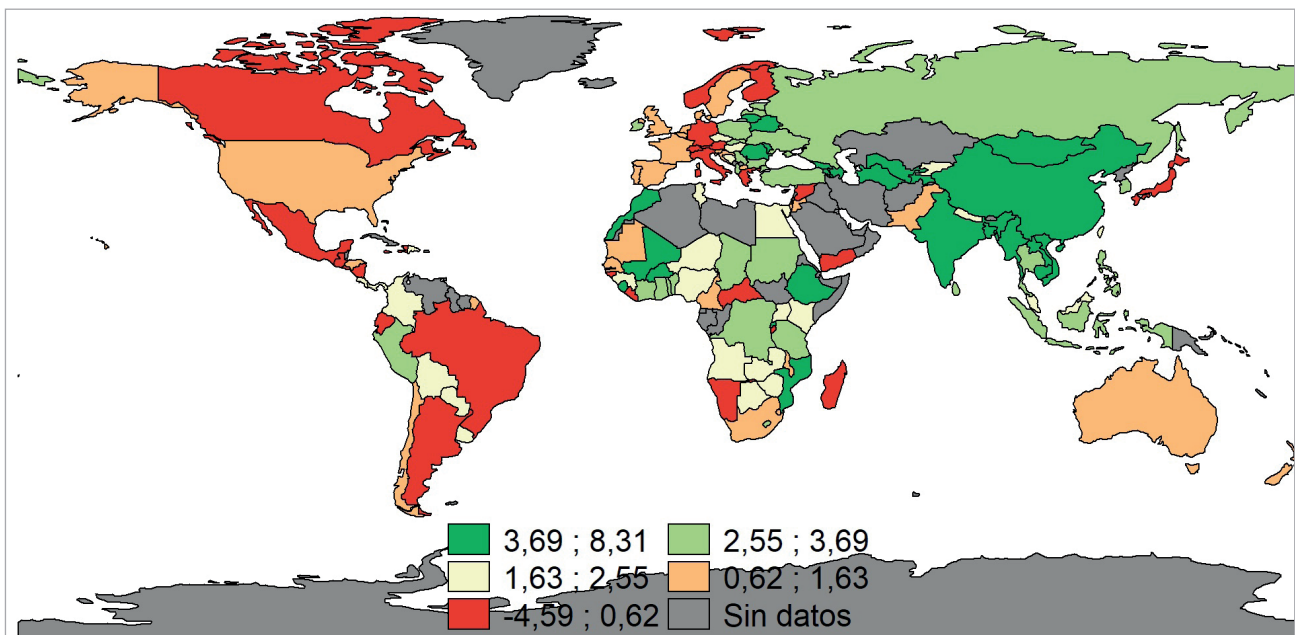 3,69 ; 8,31 2,55 ; 3,69
1,63 ; 2,55 0,62 ; 1,63
-4,59 ; 0,62 Sin datos